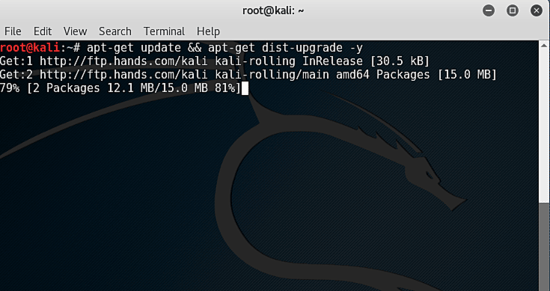 root@kali: ~
File Edit View Search Terminal Help
root@kali:~# apt-get update && apt-get dist-upgrade -y
Get:1 http://ftp.hands.com/kali kali-rolling InRelease [30.5 kB]
Get:2 http://ftp.hands.com/kali kali-rolling/main amd64 Packages [15.0 MB]
79% [2 Packages 12.1 MB/15.0 MB 81%]